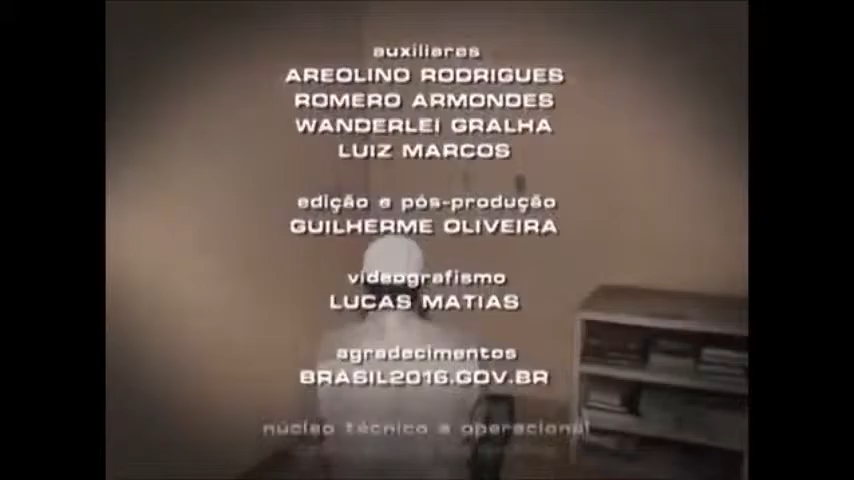 auxiliares
AREOLINO RODRIGUES
ROMERO ARMONDES
WANDERLEI GRALHA
LUIZ MARCOS
edição e pós-produção
GUILHERME OLIVEIRA
videografismo
LUCAS MATIAS
agradecimentos
BRASIL2016.GOV.BR
núcleo técnico e operacional